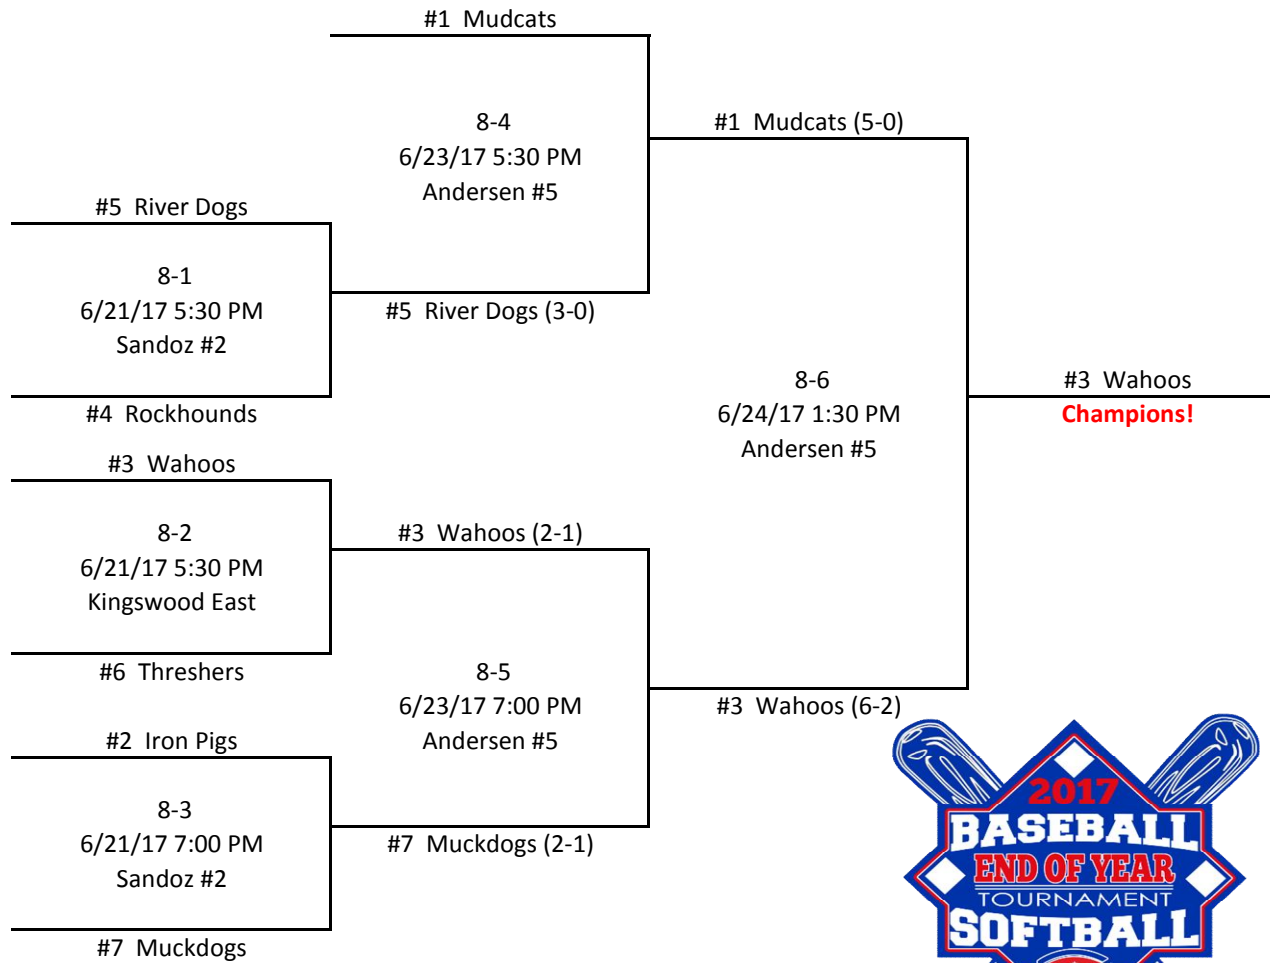 #1 Mudcats
8-4
6/23/17 5:30 PM
Andersen #5
#1 Mudcats (5-0)
#5 River Dogs
8-1
6/21/17 5:30 PM
Sandoz #2
#5 River Dogs (3-0)
#4 Rockhounds
8-6
6/24/17 1:30 PM
Andersen #5
#3 Wahoos
Champions!
#3 Wahoos
8-2
6/21/17 5:30 PM
Kingswood East
#3 Wahoos (2-1)
#6 Threshers
8-5
6/23/17 7:00 PM
Andersen #5
#3 Wahoos (6-2)
#2 Iron Pigs
8-3
6/21/17 7:00 PM
Sandoz #2
#7 Muckdogs (2-1)
#7 Muckdogs
2017
BASEBALL
END OF YEAR
TOURNAMENT
SOFTBALL